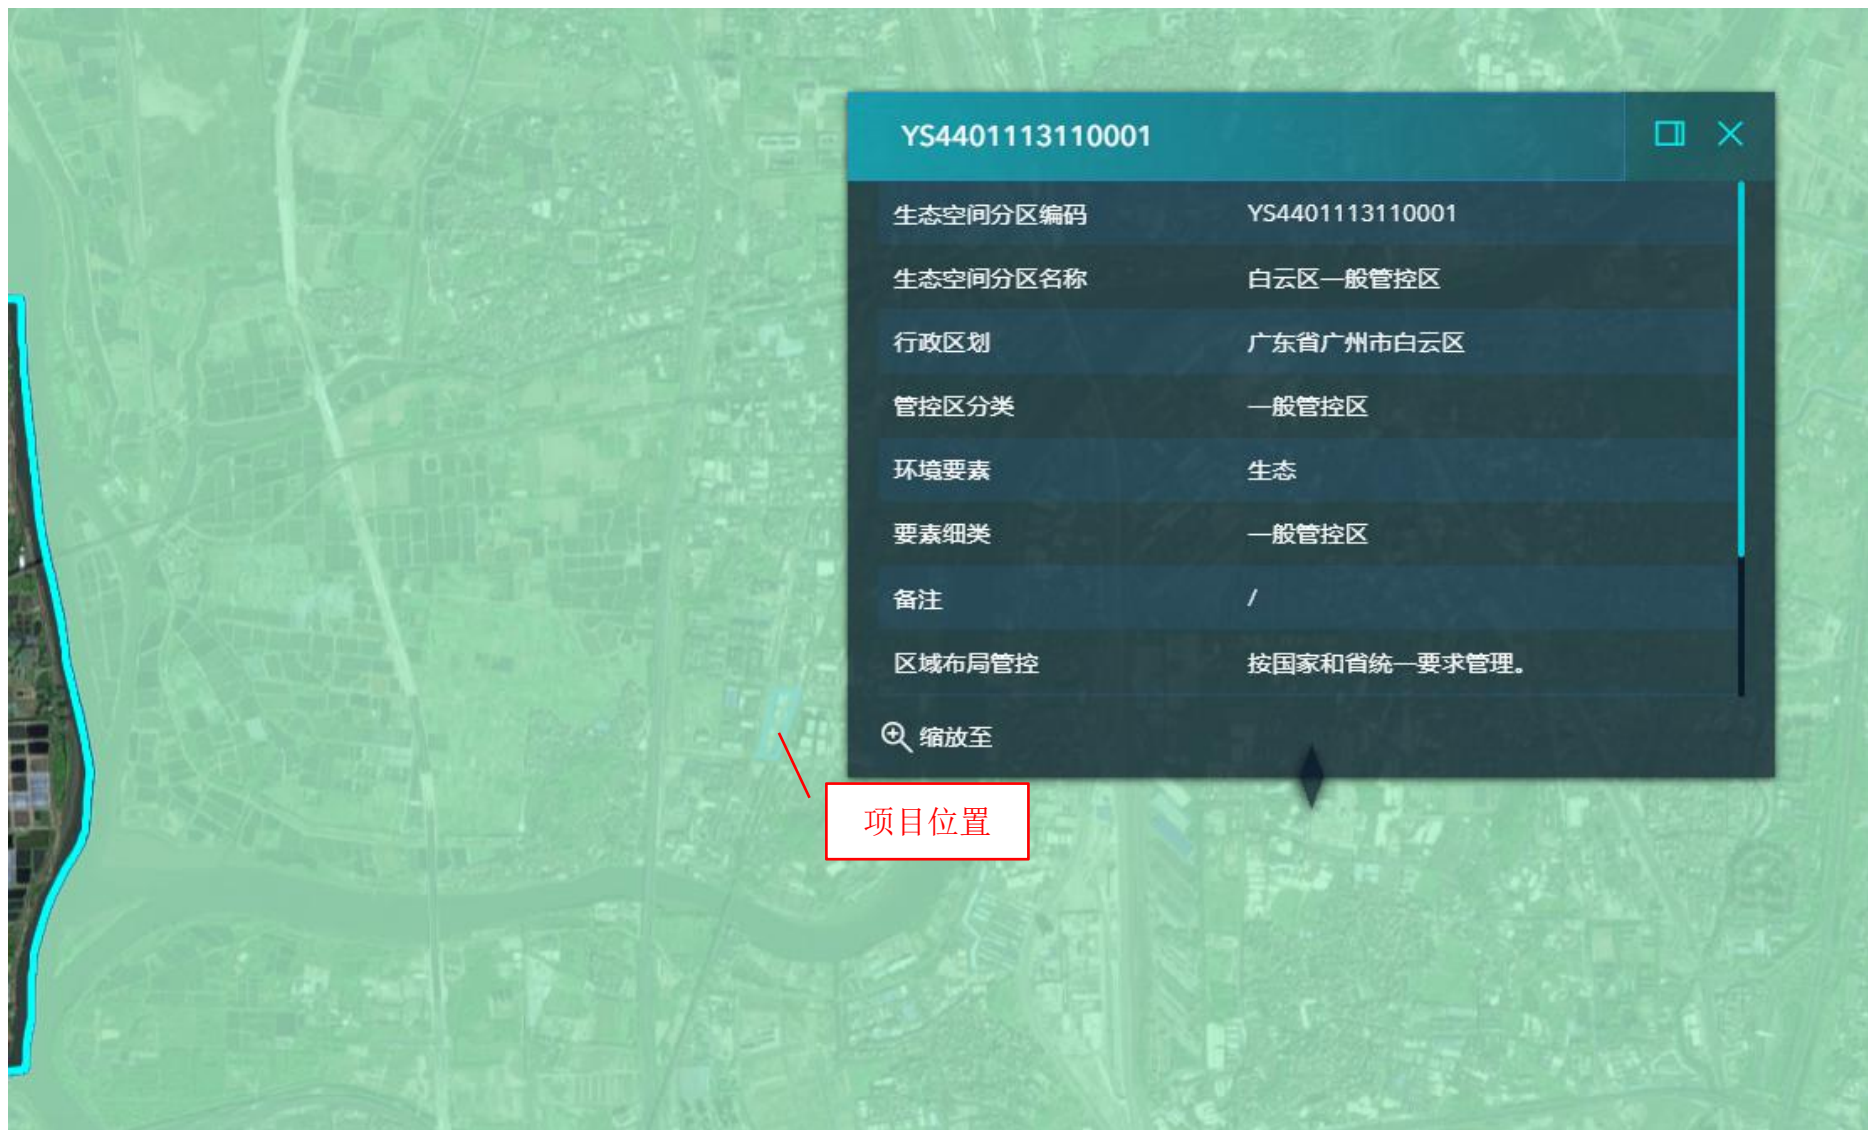 YS4401113110001
生态空间分区编码 YS4401113110001
生态空间分区名称 白云区一般管控区
行政区划 广东省广州市白云区
管控区分类 一般管控区
环境要素 生态
要素细类 一般管控区
备注 /
区域布局管控 按国家和省统一要求管理。
缩放至
项目位置